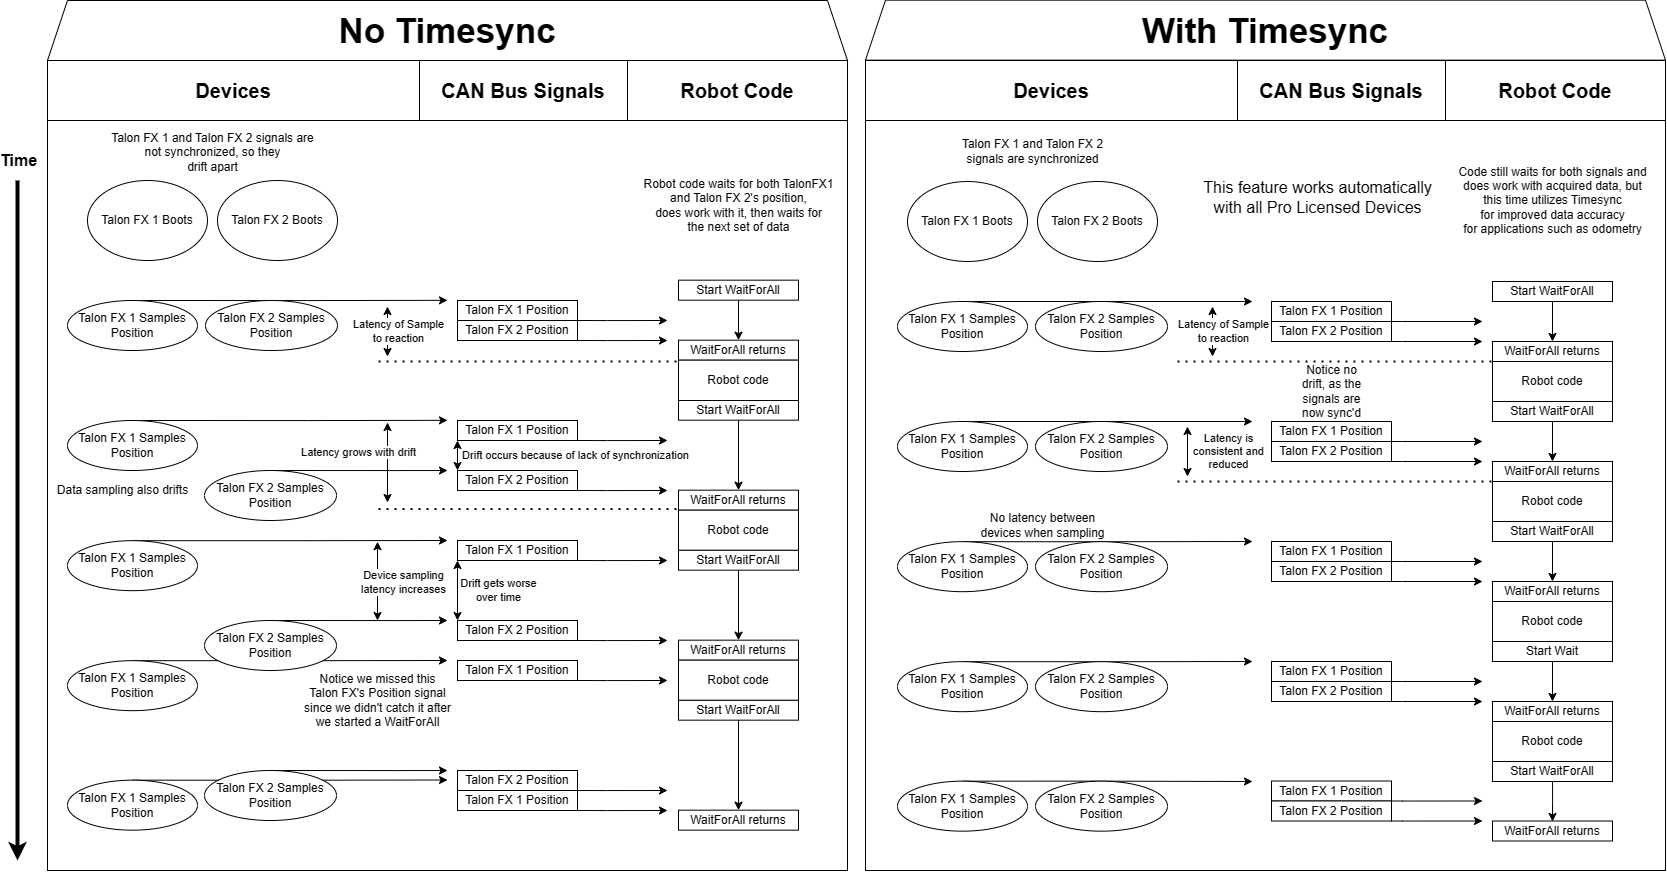 No Timesync
Devices
CAN Bus Signals
Robot Code
Time
Talon FX 1 and Talon FX 2 signals are
not synchronized, so they
drift apart
Talon FX 1 Boots
Talon FX 2 Boots
Robot code waits for both TalonFX1
and Talon FX 2's position,
does work with it, then waits for
the next set of data
Start WaitForAll
Talon FX 1 Samples
Position
Talon FX 2 Samples
Position
Latency of Sample
to reaction
Talon FX 1 Position
Talon FX 2 Position
WaitForAll returns
Robot code
Start WaitForAll
Talon FX 1 Samples
Position
Latency grows with drift
Talon FX 1 Position
Drift occurs because of lack of synchronization
Talon FX 2 Position
Data sampling also drifts
Talon FX 2 Samples
Position
WaitForAll returns
Robot code
Start WaitForAll
Talon FX 1 Samples
Position
Talon FX 1 Position
Device sampling
latency increases
Drift gets worse
over time
Talon FX 2 Samples
Position
Talon FX 2 Position
WaitForAll returns
Robot code
Start WaitForAll
Talon FX 1 Samples
Position
Talon FX 1 Position
Notice we missed this
Talon FX's Position signal
since we didn't catch it after
we started a WaitForAll
Talon FX 1 Samples
Position
Talon FX 2 Samples
Position
Talon FX 2 Position
Talon FX 1 Position
WaitForAll returns
With Timesync
Devices
CAN Bus Signals
Robot Code
Talon FX 1 and Talon FX 2
signals are synchronized
Talon FX 1 Boots
Talon FX 2 Boots
This feature works automatically
with all Pro Licensed Devices
Code still waits for both signals and
does work with acquired data, but
this time utilizes Timesync
for improved data accuracy
for applications such as odometry
Start WaitForAll
Talon FX 1 Samples
Position
Talon FX 2 Samples
Position
Latency of Sample
to reaction
Talon FX 1 Position
Talon FX 2 Position
WaitForAll returns
Robot code
Start WaitForAll
Notice no
drift, as the
signals are
now sync'd
Talon FX 1 Samples
Position
Talon FX 2 Samples
Position
Latency is
consistent and
reduced
Talon FX 1 Position
Talon FX 2 Position
WaitForAll returns
Robot code
Start WaitForAll
No latency between
devices when sampling
Talon FX 1 Samples
Position
Talon FX 2 Samples
Position
Talon FX 1 Position
Talon FX 2 Position
WaitForAll returns
Robot code
Start Wait
Talon FX 1 Samples
Position
Talon FX 2 Samples
Position
Talon FX 1 Position
Talon FX 2 Position
WaitForAll returns
Robot code
Start WaitForAll
Talon FX 1 Samples
Position
Talon FX 2 Samples
Position
Talon FX 1 Position
Talon FX 2 Position
WaitForAll returns